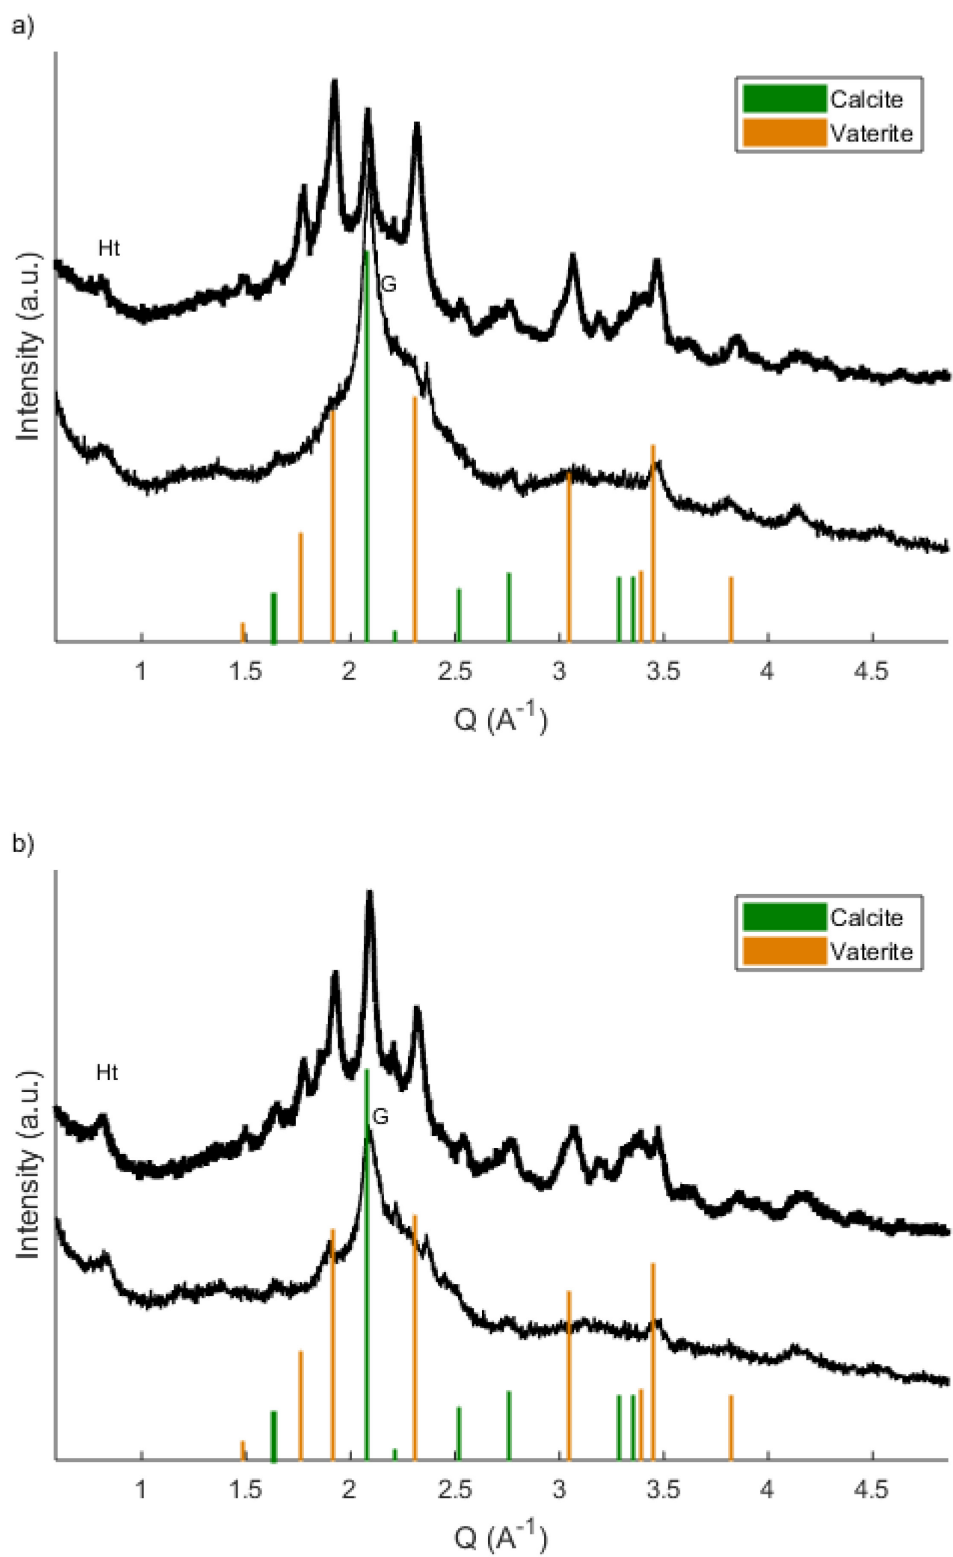 a)
Calcite
Vaterite
Ht
G
Intensity (a.u.)
1 1.5 2 2.5 3 3.5 4 4.5
Q (A⁻¹)
b)
Calcite
Vaterite
Ht
G
Intensity (a.u.)
1 1.5 2 2.5 3 3.5 4 4.5
Q (A⁻¹)